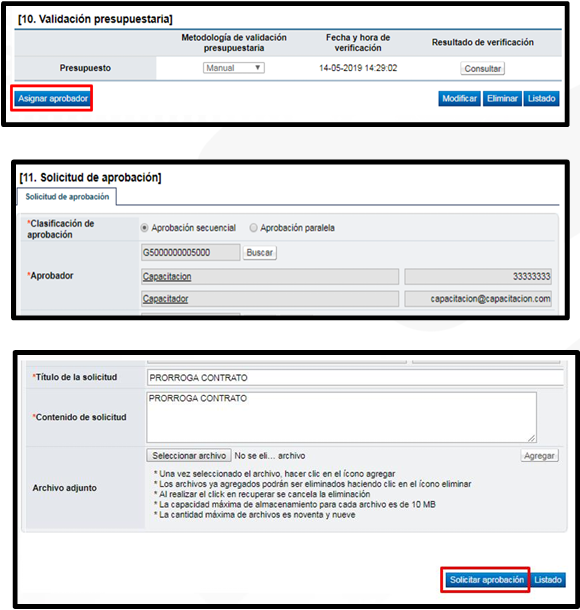 [10. Validación presupuestaria]
Metodología de validación presupuestaria
Fecha y hora de verificación
Resultado de verificación
Presupuesto
Manual
14-05-2019 14:29:02
Consultar
Asignar aprobador
Modificar Eliminar Listado
[11. Solicitud de aprobación]
Solicitud de aprobación
*Clasificación de aprobación
Aprobación secuencial Aprobación paralela
*Aprobador
G5000000005000 Buscar
Capacitacion 33333333
Capacitador capacitacion@capacitacion.com
*Título de la solicitud PRORROGA CONTRATO
*Contenido de solicitud PRORROGA CONTRATO
Archivo adjunto
Seleccionar archivo No se eli... archivo Agregar
* Una vez seleccionado el archivo, hacer clic en el ícono agregar
* Los archivos ya agregados podrán ser eliminados haciendo clic en el ícono eliminar
* Al realizar el click en recuperar se cancela la eliminación
* La capacidad máxima de almacenamiento para cada archivo es de 10 MB
* La cantidad máxima de archivos es noventa y nueve
Solicitar aprobación Listado